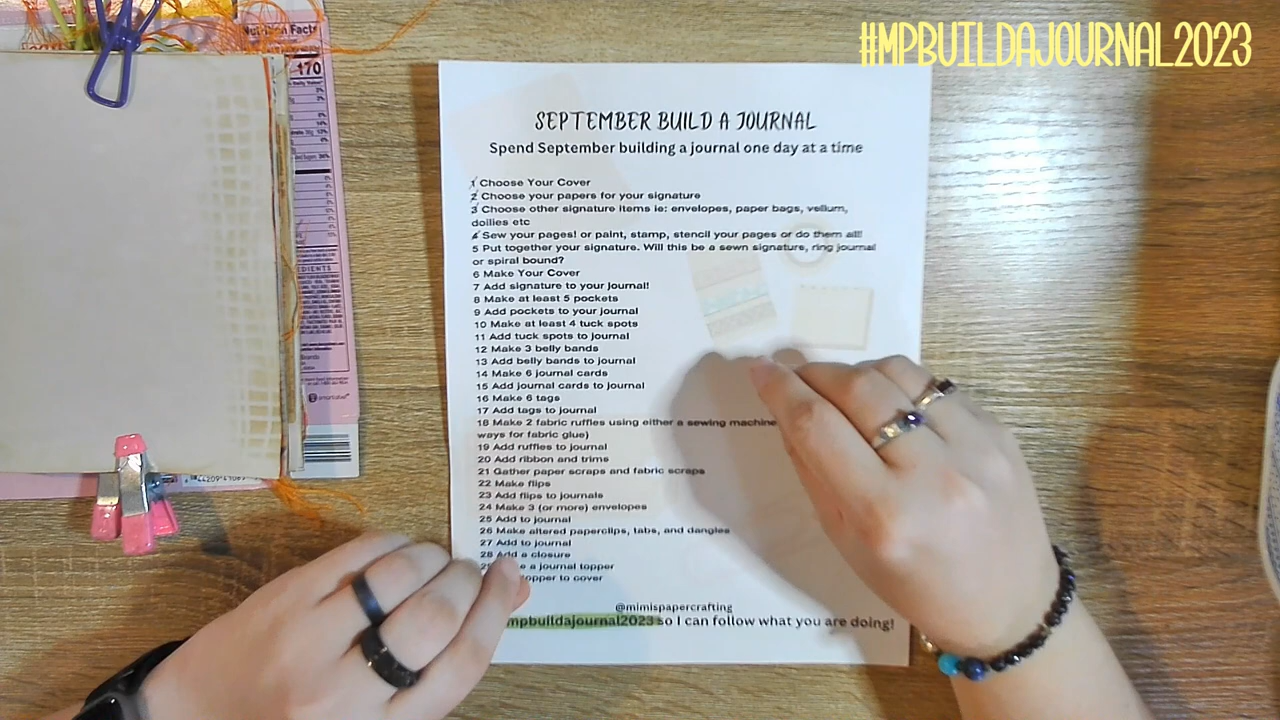 #MPBUILDAJOURNAL2023
Nutrition Facts
170
SEPTEMBER BUILD A JOURNAL
Spend September building a journal one day at a time
1 Choose Your Cover
2 Choose your papers for your signature
3 Choose other signature items ie: envelopes, paper bags, vellum,
doilies etc
4 Sew your pages! or paint, stamp, stencil your pages or do them all!
5 Put together your signature. Will this be a sewn signature, ring journal
or spiral bound?
6 Make Your Cover
7 Add signature to your journal!
8 Make at least 5 pockets
9 Add pockets to your journal
10 Make at least 4 tuck spots
11 Add tuck spots to journal
12 Make 3 belly bands
13 Add belly bands to journal
14 Make 6 journal cards
15 Add journal cards to journal
16 Make 6 tags
17 Add tags to journal
18 Make 2 fabric ruffles using either a sewing machine
ways for fabric glue)
19 Add ruffles to journal
20 Add ribbon and trims
21 Gather paper scraps and fabric scraps
22 Make flips
23 Add flips to journals
24 Make 3 (or more) envelopes
25 Add to journal
26 Make altered paperclips, tabs, and dangles
27 Add to journal
28 Add a closure
a journal topper
topper to cover
@mimispapercrafting
mpbuildajournal2023 so I can follow what you are doing!